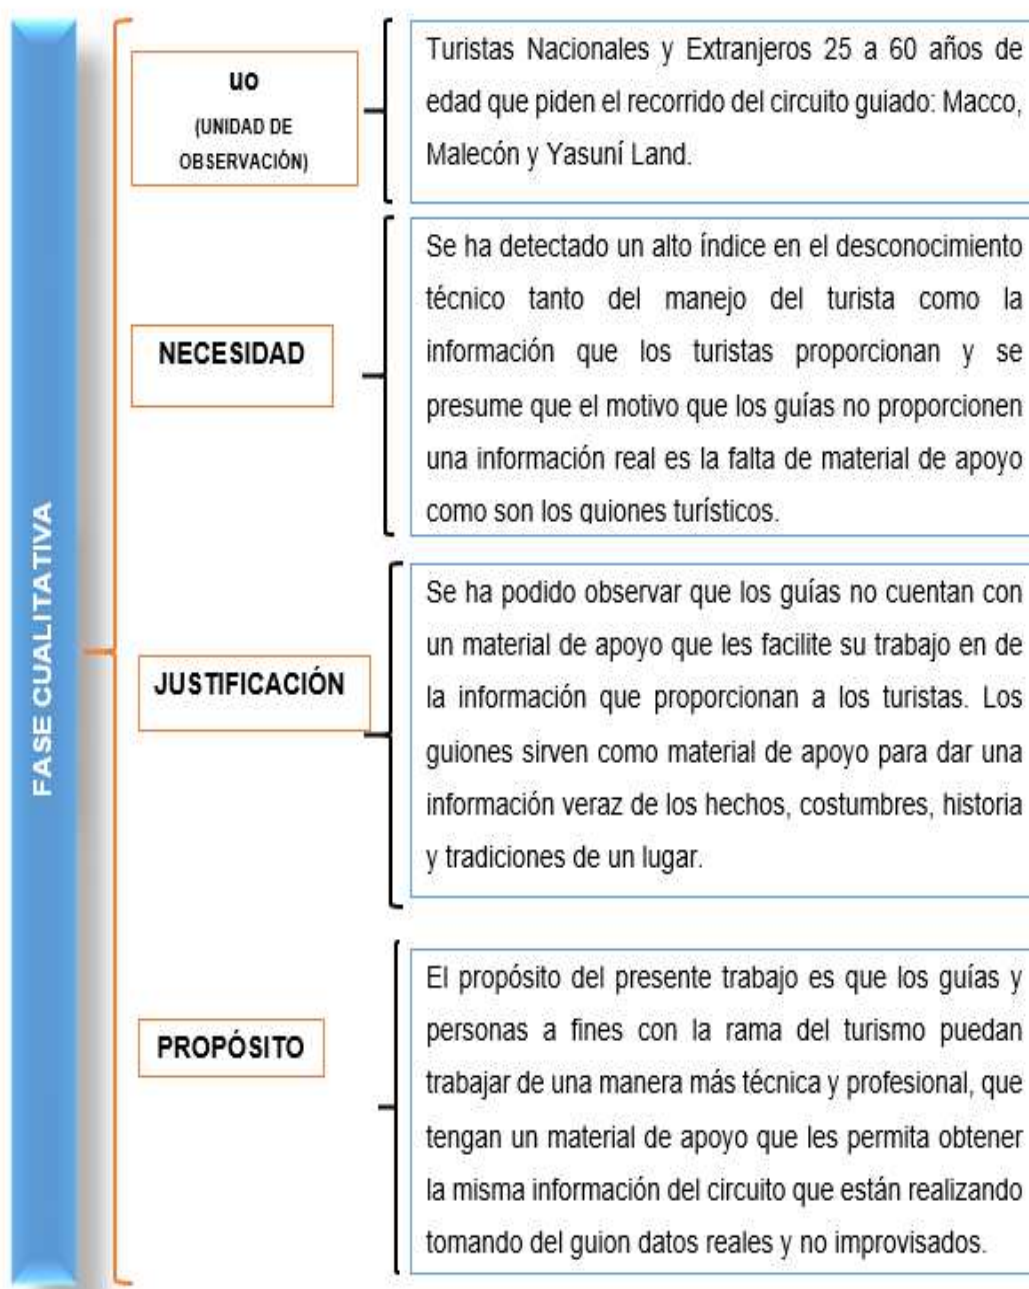 FASE CUALITATIVA
uo
(UNIDAD DE
OBSERVACIÓN)
Turistas Nacionales y Extranjeros 25 a 60 años de
edad que piden el recorrido del circuito guiado: Macco,
Malecón y Yasuní Land.
NECESIDAD
Se ha detectado un alto índice en el desconocimiento
técnico tanto del manejo del turista como la
información que los turistas proporcionan y se
presume que el motivo que los guías no proporcionen
una información real es la falta de material de apoyo
como son los guiones turísticos.
JUSTIFICACIÓN
Se ha podido observar que los guías no cuentan con
un material de apoyo que les facilite su trabajo en de
la información que proporcionan a los turistas. Los
guiones sirven como material de apoyo para dar una
información veraz de los hechos, costumbres, historia
y tradiciones de un lugar.
PROPÓSITO
El propósito del presente trabajo es que los guías y
personas a fines con la rama del turismo puedan
trabajar de una manera más técnica y profesional, que
tengan un material de apoyo que les permita obtener
la misma información del circuito que están realizando
tomando del guion datos reales y no improvisados.